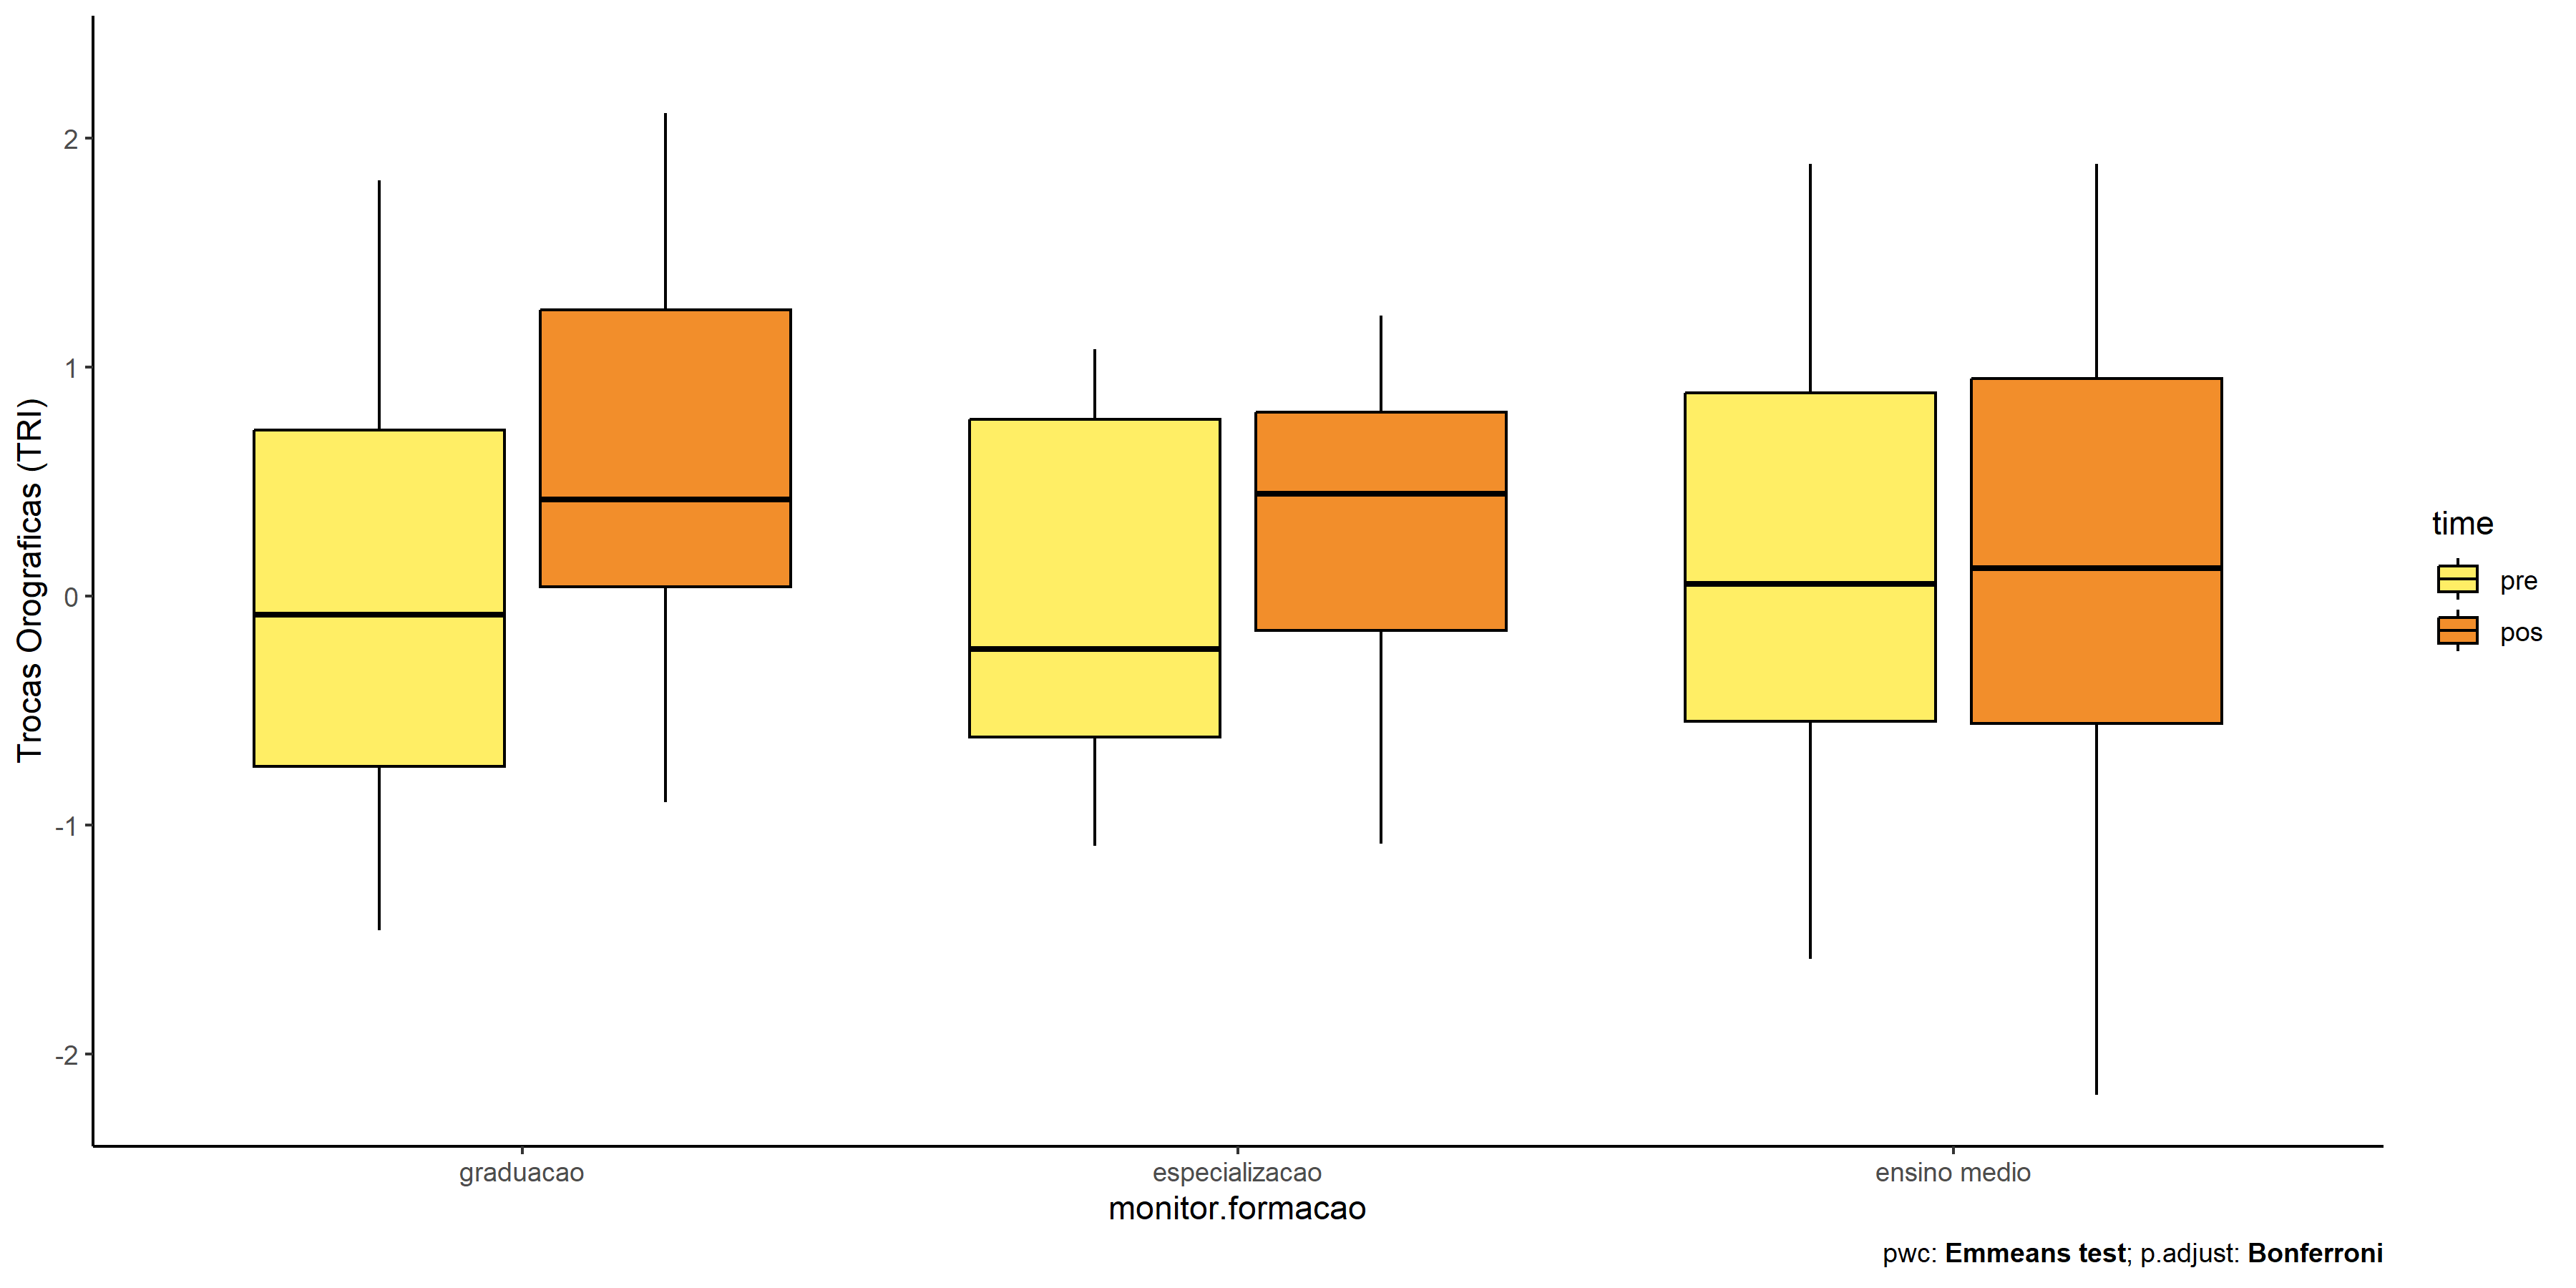 Trocas Orograficas (TRI)
2
1
0
-1
-2
graduacao
especializacao
ensino medio
monitor.formacao
time
pre
pos
pwc: Emmeans test; p.adjust: Bonferroni